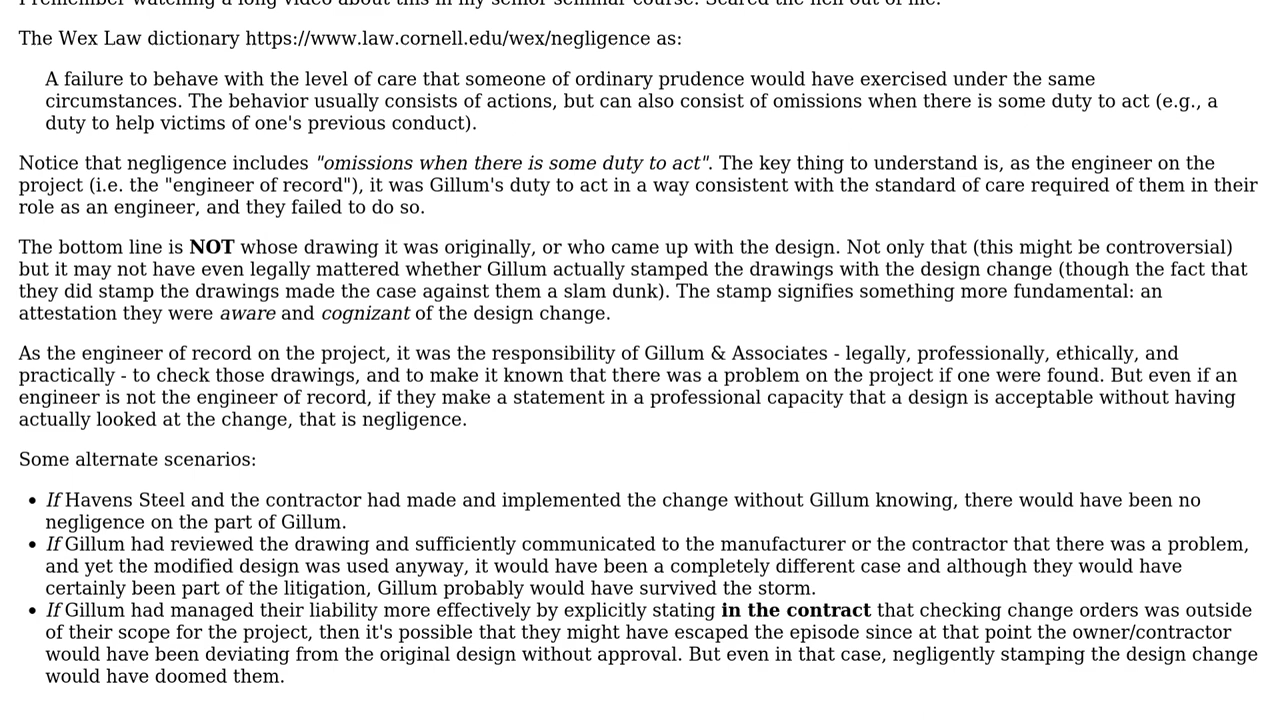 I remember watching a long video about this in my senior seminar course. Scared the hell out of me.
The Wex Law dictionary https://www.law.cornell.edu/wex/negligence as:
A failure to behave with the level of care that someone of ordinary prudence would have exercised under the same
circumstances. The behavior usually consists of actions, but can also consist of omissions when there is some duty to act (e.g., a
duty to help victims of one's previous conduct).
Notice that negligence includes "omissions when there is some duty to act". The key thing to understand is, as the engineer on the
project (i.e. the "engineer of record"), it was Gillum's duty to act in a way consistent with the standard of care required of them in their
role as an engineer, and they failed to do so.
The bottom line is NOT whose drawing it was originally, or who came up with the design. Not only that (this might be controversial)
but it may not have even legally mattered whether Gillum actually stamped the drawings with the design change (though the fact that
they did stamp the drawings made the case against them a slam dunk). The stamp signifies something more fundamental: an
attestation they were aware and cognizant of the design change.
As the engineer of record on the project, it was the responsibility of Gillum & Associates - legally, professionally, ethically, and
practically - to check those drawings, and to make it known that there was a problem on the project if one were found. But even if an
engineer is not the engineer of record, if they make a statement in a professional capacity that a design is acceptable without having
actually looked at the change, that is negligence.
Some alternate scenarios:
• If Havens Steel and the contractor had made and implemented the change without Gillum knowing, there would have been no
negligence on the part of Gillum.
• If Gillum had reviewed the drawing and sufficiently communicated to the manufacturer or the contractor that there was a problem,
and yet the modified design was used anyway, it would have been a completely different case and although they would have
certainly been part of the litigation, Gillum probably would have survived the storm.
• If Gillum had managed their liability more effectively by explicitly stating in the contract that checking change orders was outside
of their scope for the project, then it's possible that they might have escaped the episode since at that point the owner/contractor
would have been deviating from the original design without approval. But even in that case, negligently stamping the design change
would have doomed them.